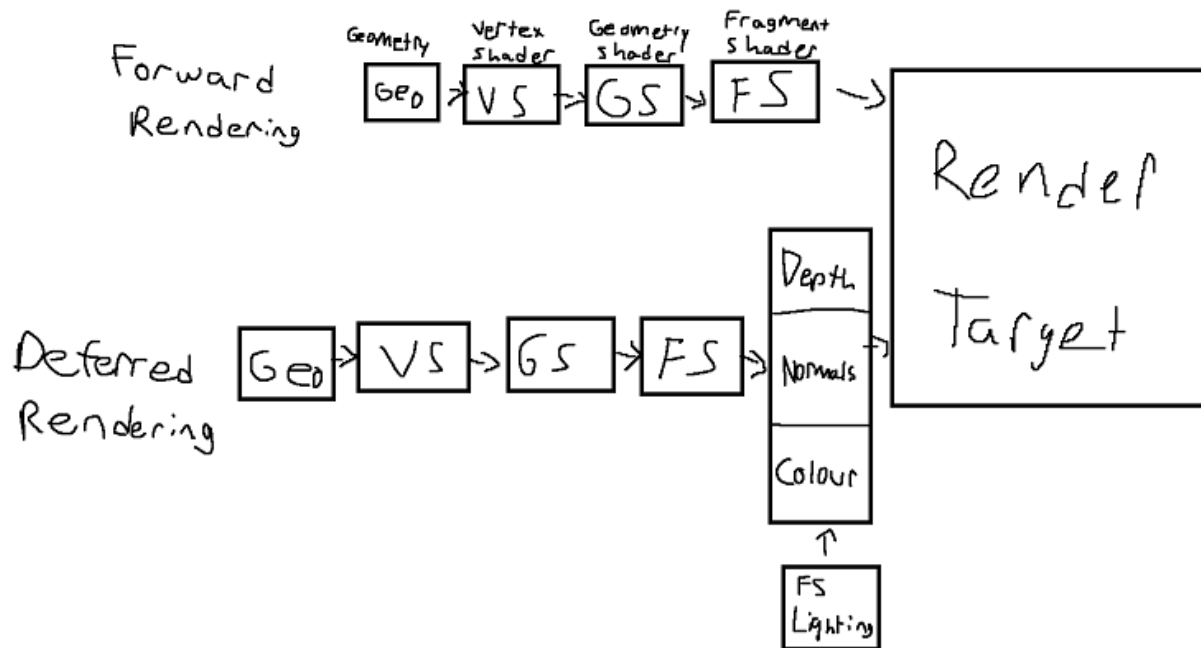 Forward
Rendering
Geometry
Vertex
shader
Geometry
shader
Fragment
shader
Geo
VS
GS
FS
Render
Target
Deferred
Rendering
Geo
VS
GS
FS
Depth
Normals
Colour
FS
Lighting